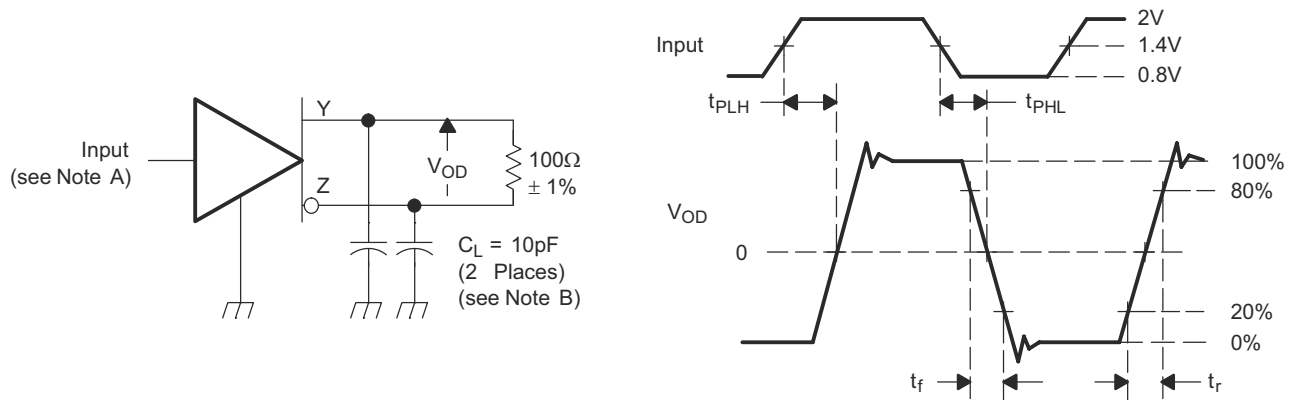 Input
(see Note A)
Y
Z
V_OD
100Ω
± 1%
C_L = 10pF
(2 Places)
(see Note B)
Input
2V
1.4V
0.8V
t_PLH
t_PHL
V_OD
0
100%
80%
20%
0%
t_f
t_r